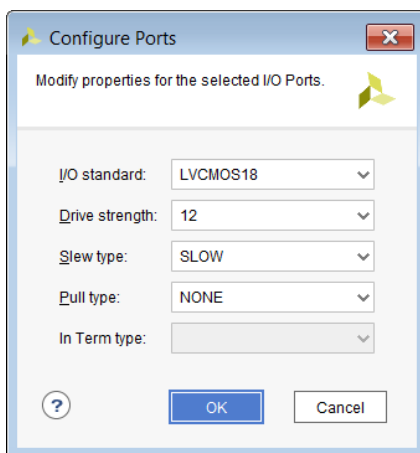 Configure Ports
Modify properties for the selected I/O Ports.
I/O standard: LVCMOS18
Drive strength: 12
Slew type: SLOW
Pull type: NONE
In Term type:
?
OK Cancel